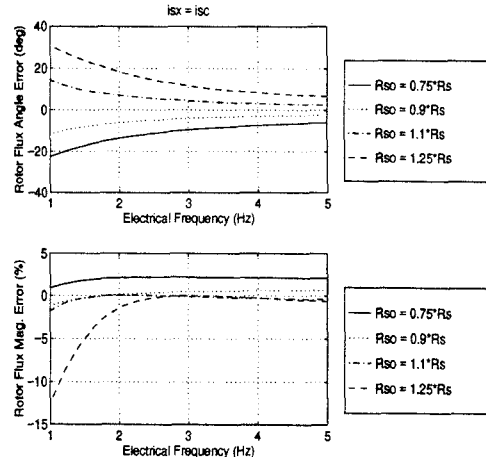 isx = isc
Rotor Flux Angle Error (deg)
40
20
0
-20
-40
1 2 3 4 5
Electrical Frequency (Hz)
Rso = 0.75*Rs
Rso = 0.9*Rs
Rso = 1.1*Rs
Rso = 1.25*Rs
Rotor Flux Mag. Error (%)
5
0
-5
-10
-15
1 2 3 4 5
Electrical Frequency (Hz)
Rso = 0.75*Rs
Rso = 0.9*Rs
Rso = 1.1*Rs
Rso = 1.25*Rs